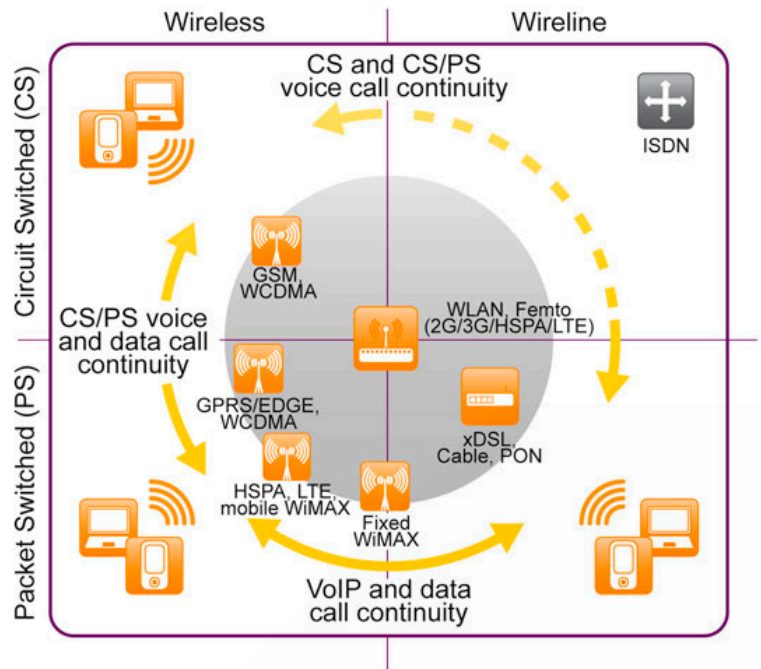 Wireless
Wireline
Circuit Switched (CS)
Packet Switched (PS)
CS and CS/PS
voice call continuity
ISDN
GSM,
WCDMA
WLAN, Femto
(2G/3G/HSPA/LTE)
CS/PS voice
and data call
continuity
GPRS/EDGE,
WCDMA
xDSL,
Cable, PON
HSPA, LTE,
mobile WiMAX
Fixed
WiMAX
VoIP and data
call continuity